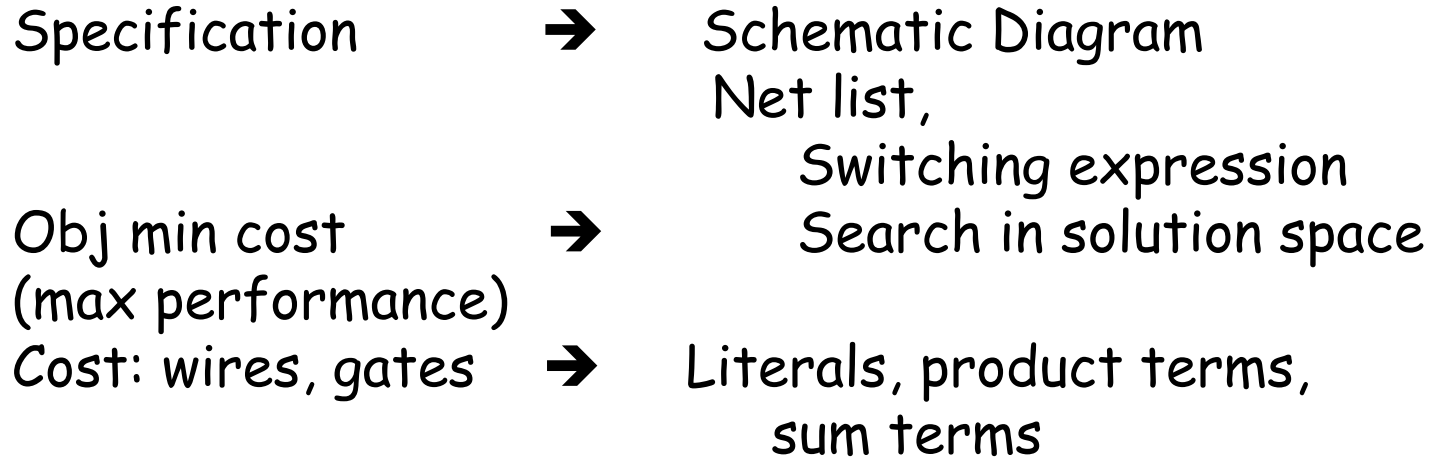 Specification ➔ Schematic Diagram
Net list,
Switching expression
Obj min cost ➔ Search in solution space
(max performance)
Cost: wires, gates ➔ Literals, product terms,
sum terms